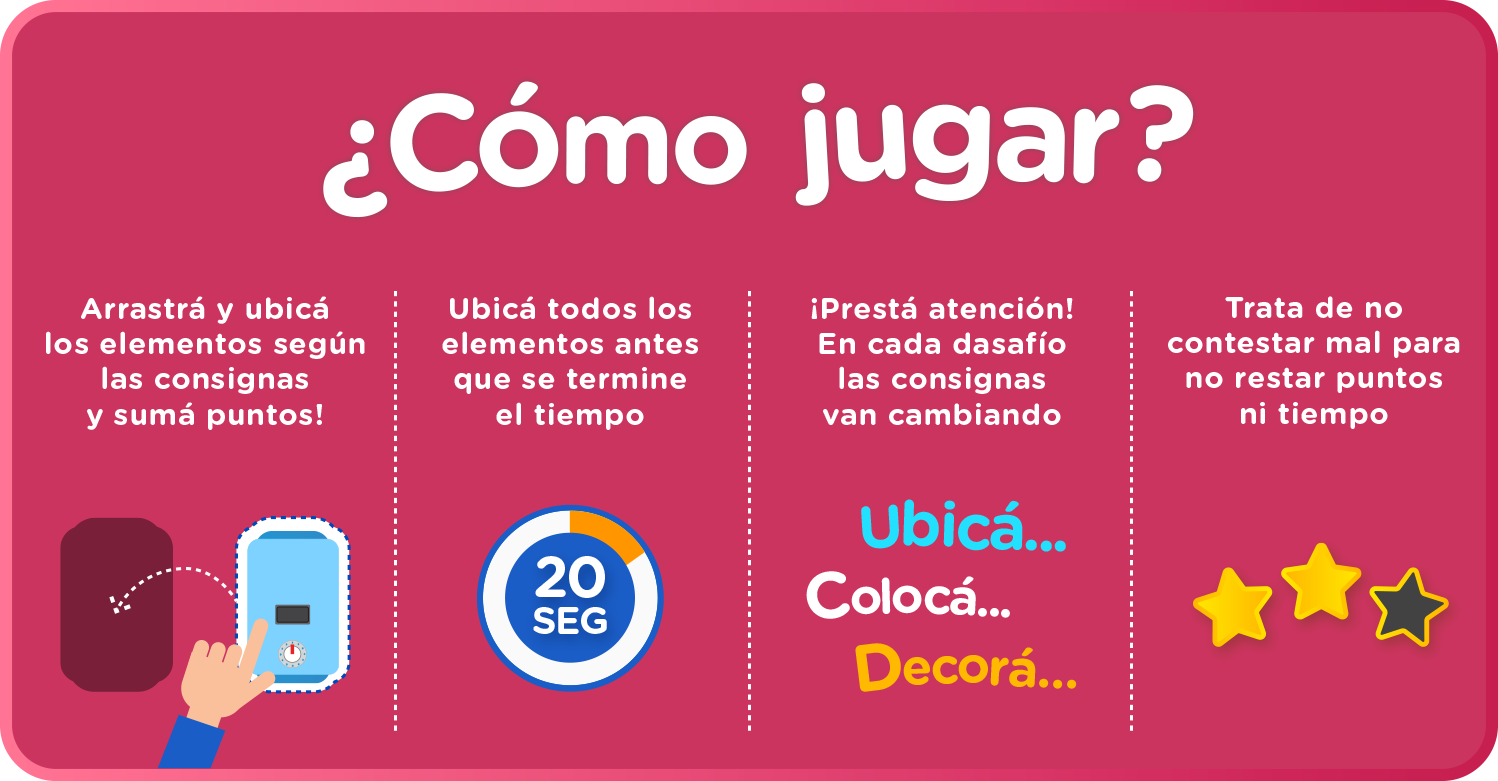 ¿Cómo jugar?
Arrastrá y ubicá
los elementos según
las consignas
y sumá puntos!
Ubicá todos los
elementos antes
que se termine
el tiempo
20
SEG
¡Prestá atención!
En cada dasafío
las consignas
van cambiando
Ubicá...
Colocá...
Decorá...
Trata de no
contestar mal para
no restar puntos
ni tiempo